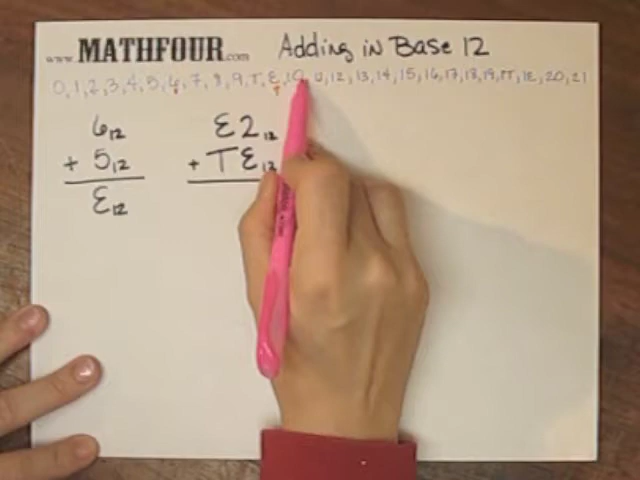 www.MATHFOUR.com Adding in Base 12
0, 1, 2, 3, 4, 5, 6, 7, 8, 9, T, Ɛ, 10, 11, 12, 13, 14, 15, 16, 17, 18, 19, 1T, 1Ɛ, 20, 21
6₁₂ Ɛ2₁₂
+ 5₁₂ + TƐ₁₂
Ɛ₁₂